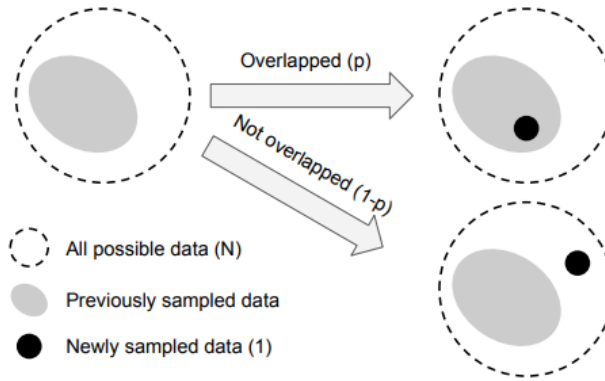 Overlapped (p)
Not overlapped (1-p)
All possible data (N)
Previously sampled data
Newly sampled data (1)